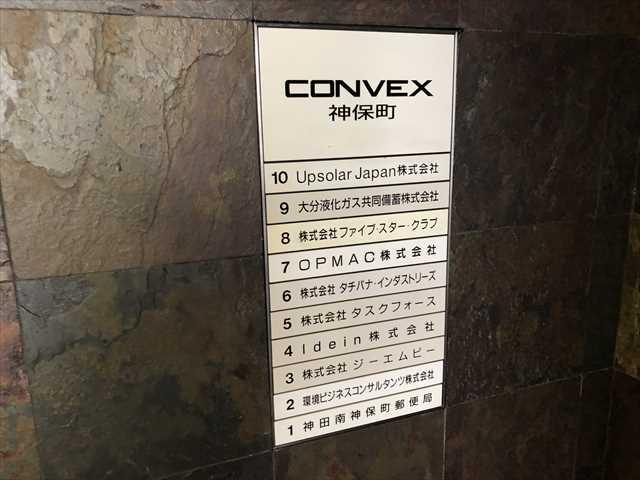 CONVEX
神保町
10 Upsolar Japan株式会社
9 大分液化ガス共同備蓄株式会社
8 株式会社ファイブ・スター・クラブ
7 OPMAC株式会社
6 株式会社 タチバナ・インダストリーズ
5 株式会社 タスクフォース
4 Idein 株式会社
3 株式会社 ジーエムピー
2 環境ビジネスコンサルタンツ株式会社
1 神田南神保町郵便局